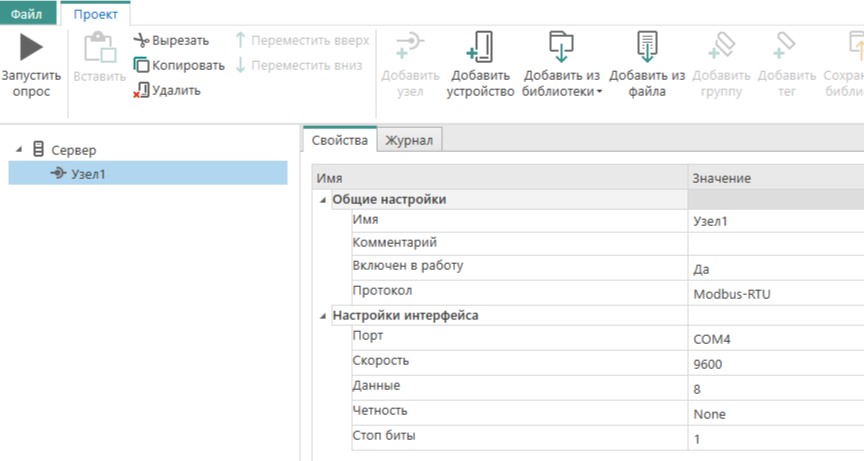 Файл Проект
Вырезать
Копировать
Удалить
Переместить вверх
Переместить вниз
Запустить опрос
Вставить
Добавить узел
Добавить устройство
Добавить из библиотеки
Добавить из файла
Добавить группу
Добавить тег
Сервер
Узел1
Свойства Журнал
Имя Значение
Общие настройки
Имя Узел1
Комментарий
Включен в работу Да
Протокол Modbus-RTU
Настройки интерфейса
Порт COM4
Скорость 9600
Данные 8
Четность None
Стоп биты 1